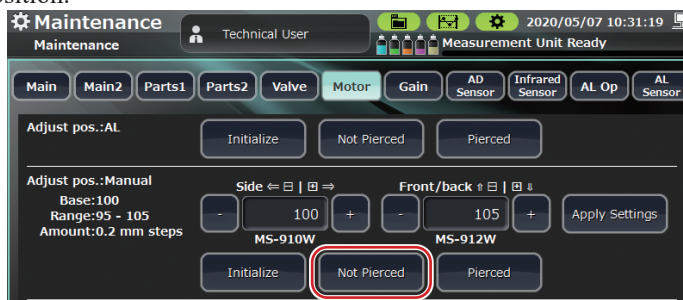 Maintenance
Technical User
2020/05/07 10:31:19
Maintenance
Measurement Unit Ready
Main Main2 Parts1 Parts2 Valve Motor Gain AD Sensor Infrared Sensor AL Op AL Sensor
Adjust pos.:AL
Initialize Not Pierced Pierced
Adjust pos.:Manual
Base:100
Range:95 - 105
Amount:0.2 mm steps
Side ⇐ ⊟ | ⊞ ⇒
Front/back ⇑ ⊟ | ⊞ ⇓
- 100 + - 105 + Apply Settings
MS-910W MS-912W
Initialize Not Pierced Pierced